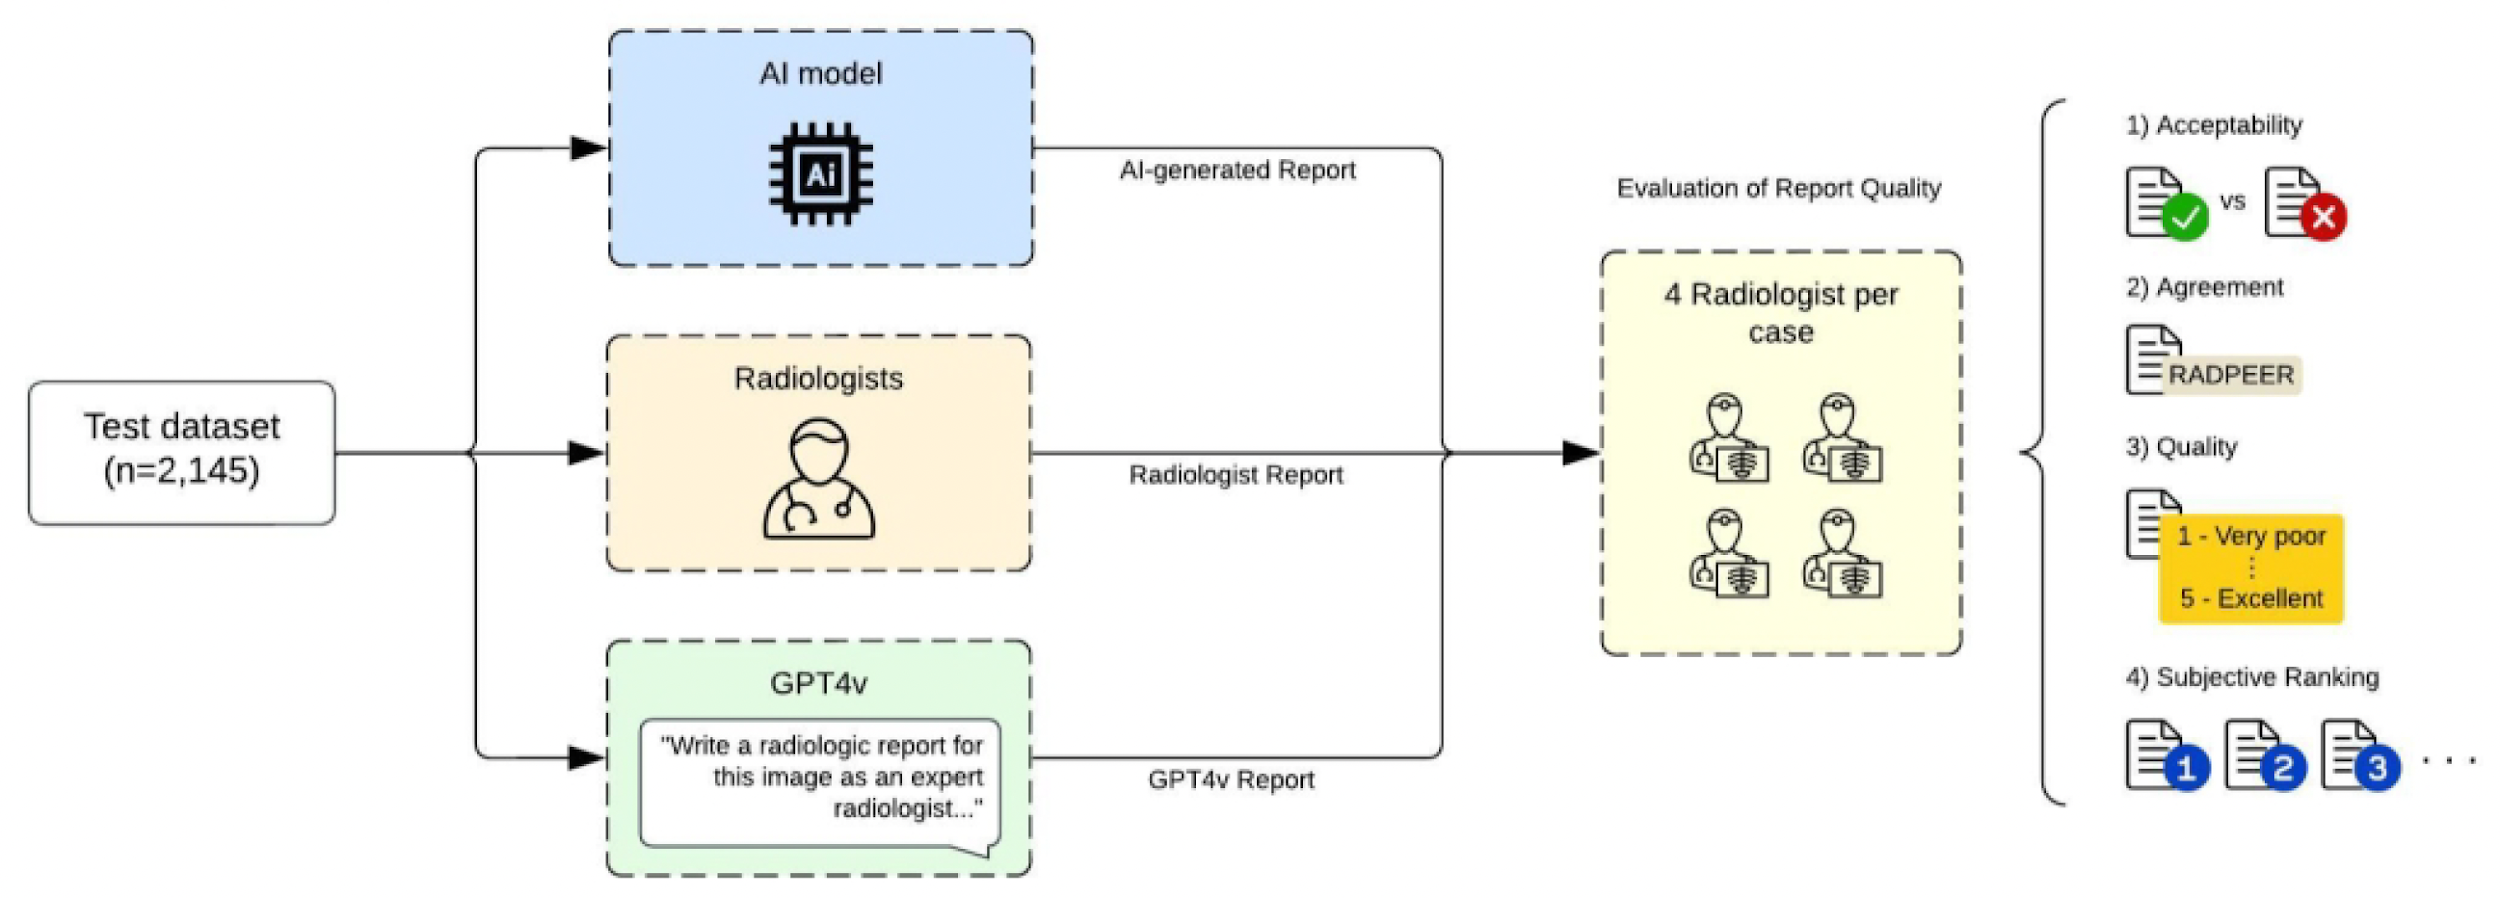 Test dataset
(n=2,145)
AI model
Ai
AI-generated Report
Radiologists
Radiologist Report
GPT4v
"Write a radiologic report for
this image as an expert
radiologist..."
GPT4v Report
Evaluation of Report Quality
4 Radiologist per
case
1) Acceptability
vs
2) Agreement
RADPEER
3) Quality
1 - Very poor
⋮
5 - Excellent
4) Subjective Ranking
1 2 3 . . .